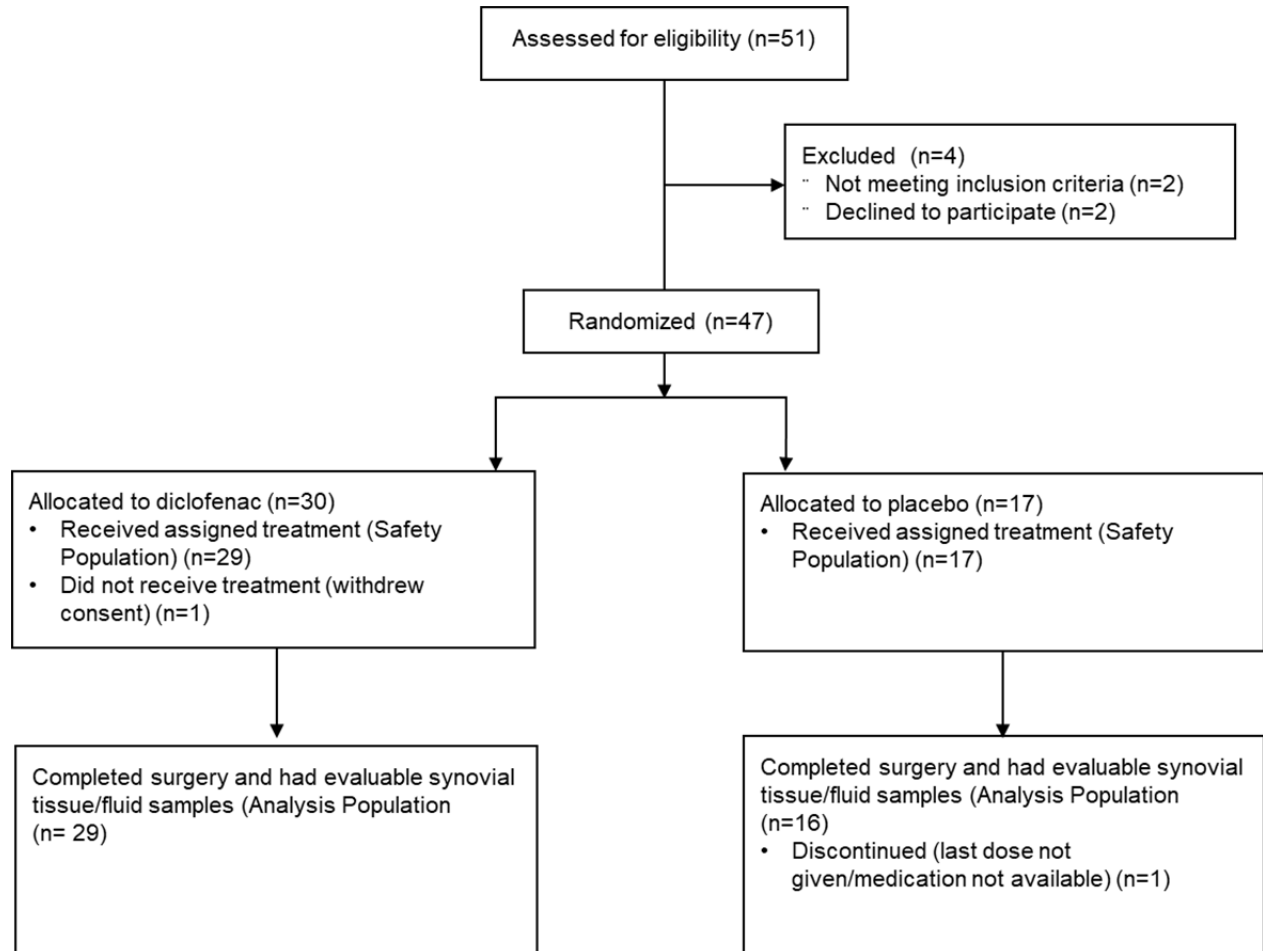 Assessed for eligibility (n=51)
Excluded (n=4)
¨ Not meeting inclusion criteria (n=2)
¨ Declined to participate (n=2)
Randomized (n=47)
Allocated to diclofenac (n=30)
• Received assigned treatment (Safety
Population) (n=29)
• Did not receive treatment (withdrew
consent) (n=1)
Allocated to placebo (n=17)
• Received assigned treatment (Safety
Population) (n=17)
Completed surgery and had evaluable synovial
tissue/fluid samples (Analysis Population
(n= 29)
Completed surgery and had evaluable synovial
tissue/fluid samples (Analysis Population
(n=16)
• Discontinued (last dose not
given/medication not available) (n=1)